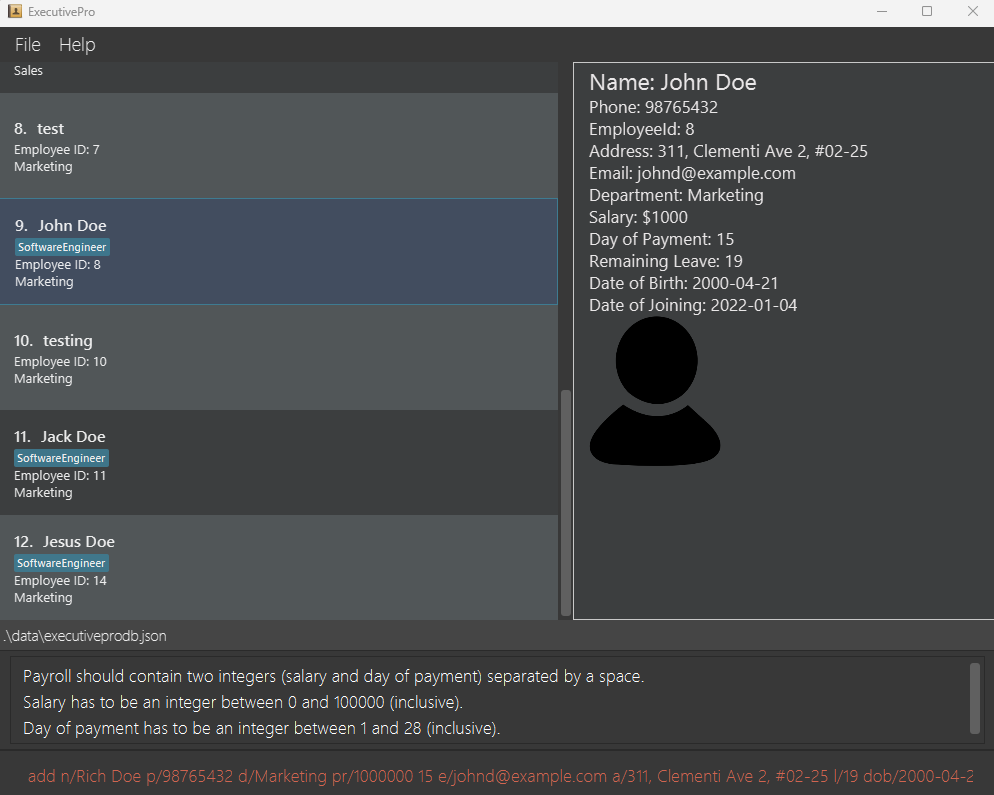 ExecutivePro
File Help
Sales
8. test
Employee ID: 7
Marketing
9. John Doe
SoftwareEngineer
Employee ID: 8
Marketing
10. testing
Employee ID: 10
Marketing
11. Jack Doe
SoftwareEngineer
Employee ID: 11
Marketing
12. Jesus Doe
SoftwareEngineer
Employee ID: 14
Marketing
Name: John Doe
Phone: 98765432
EmployeeId: 8
Address: 311, Clementi Ave 2, #02-25
Email: johnd@example.com
Department: Marketing
Salary: $1000
Day of Payment: 15
Remaining Leave: 19
Date of Birth: 2000-04-21
Date of Joining: 2022-01-04
.\data\executiveprodb.json
Payroll should contain two integers (salary and day of payment) separated by a space.
Salary has to be an integer between 0 and 100000 (inclusive).
Day of payment has to be an integer between 1 and 28 (inclusive).
add n/Rich Doe p/98765432 d/Marketing pr/1000000 15 e/johnd@example.com a/311, Clementi Ave 2, #02-25 l/19 dob/2000-04-2